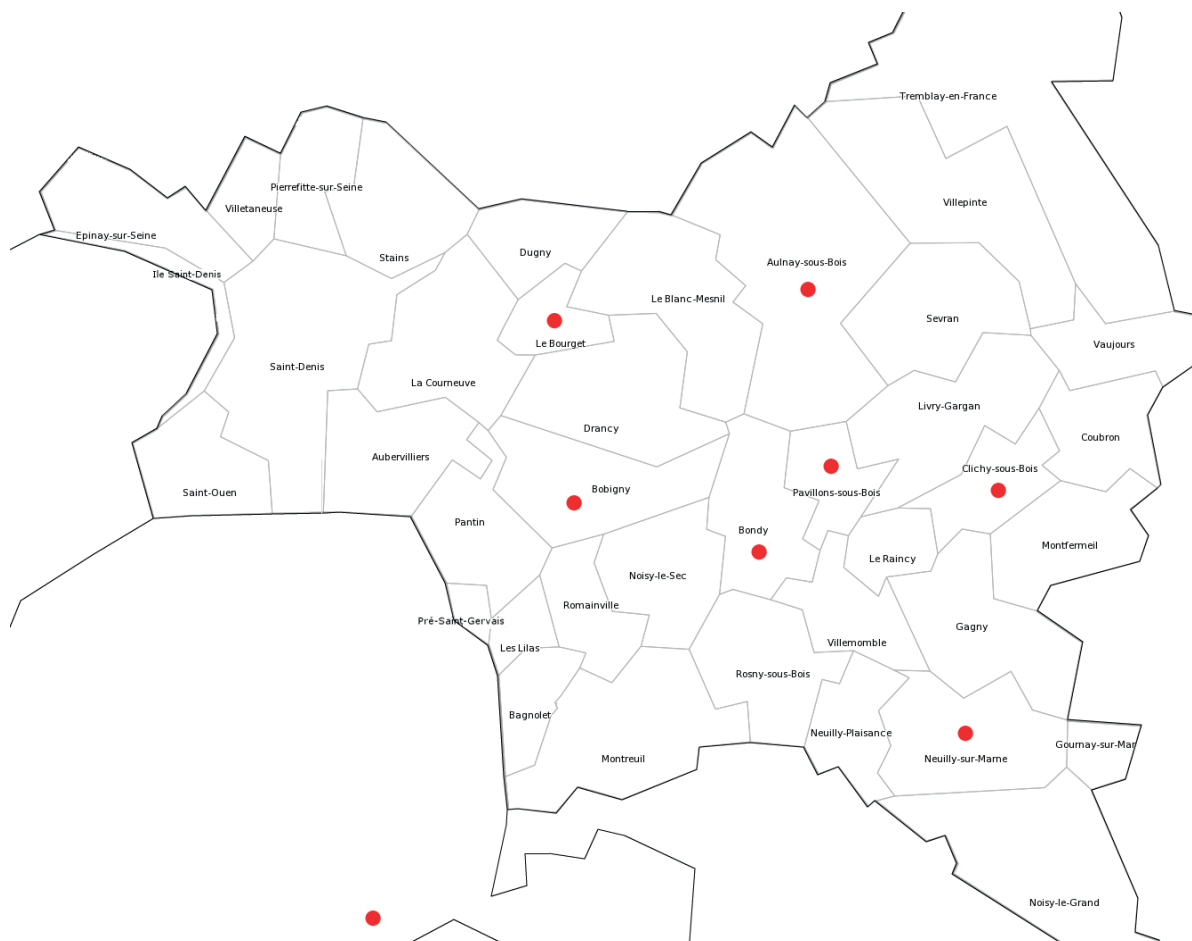 Tremblay-en-France
Pierrefitte-sur-Seine
Villetaneuse
Villepinte
Epinay-sur-Seine
Dugny
Stains
Aulnay-sous-Bois
Ile Saint-Denis
Le Blanc-Mesnil
Sevran
Le Bourget
Vaujours
Saint-Denis
La Courneuve
Livry-Gargan
Drancy
Coubron
Aubervilliers
Clichy-sous-Bois
Saint-Ouen
Bobigny
Pavillons-sous-Bois
Pantin
Bondy
Montfermeil
Le Raincy
Noisy-le-Sec
Romainville
Pré-Saint-Gervais
Gagny
Villemomble
Les Lilas
Rosny-sous-Bois
Bagnolet
Neuilly-Plaisance
Gournay-sur-Mar
Montreuil
Neuilly-sur-Marne
Noisy-le-Grand